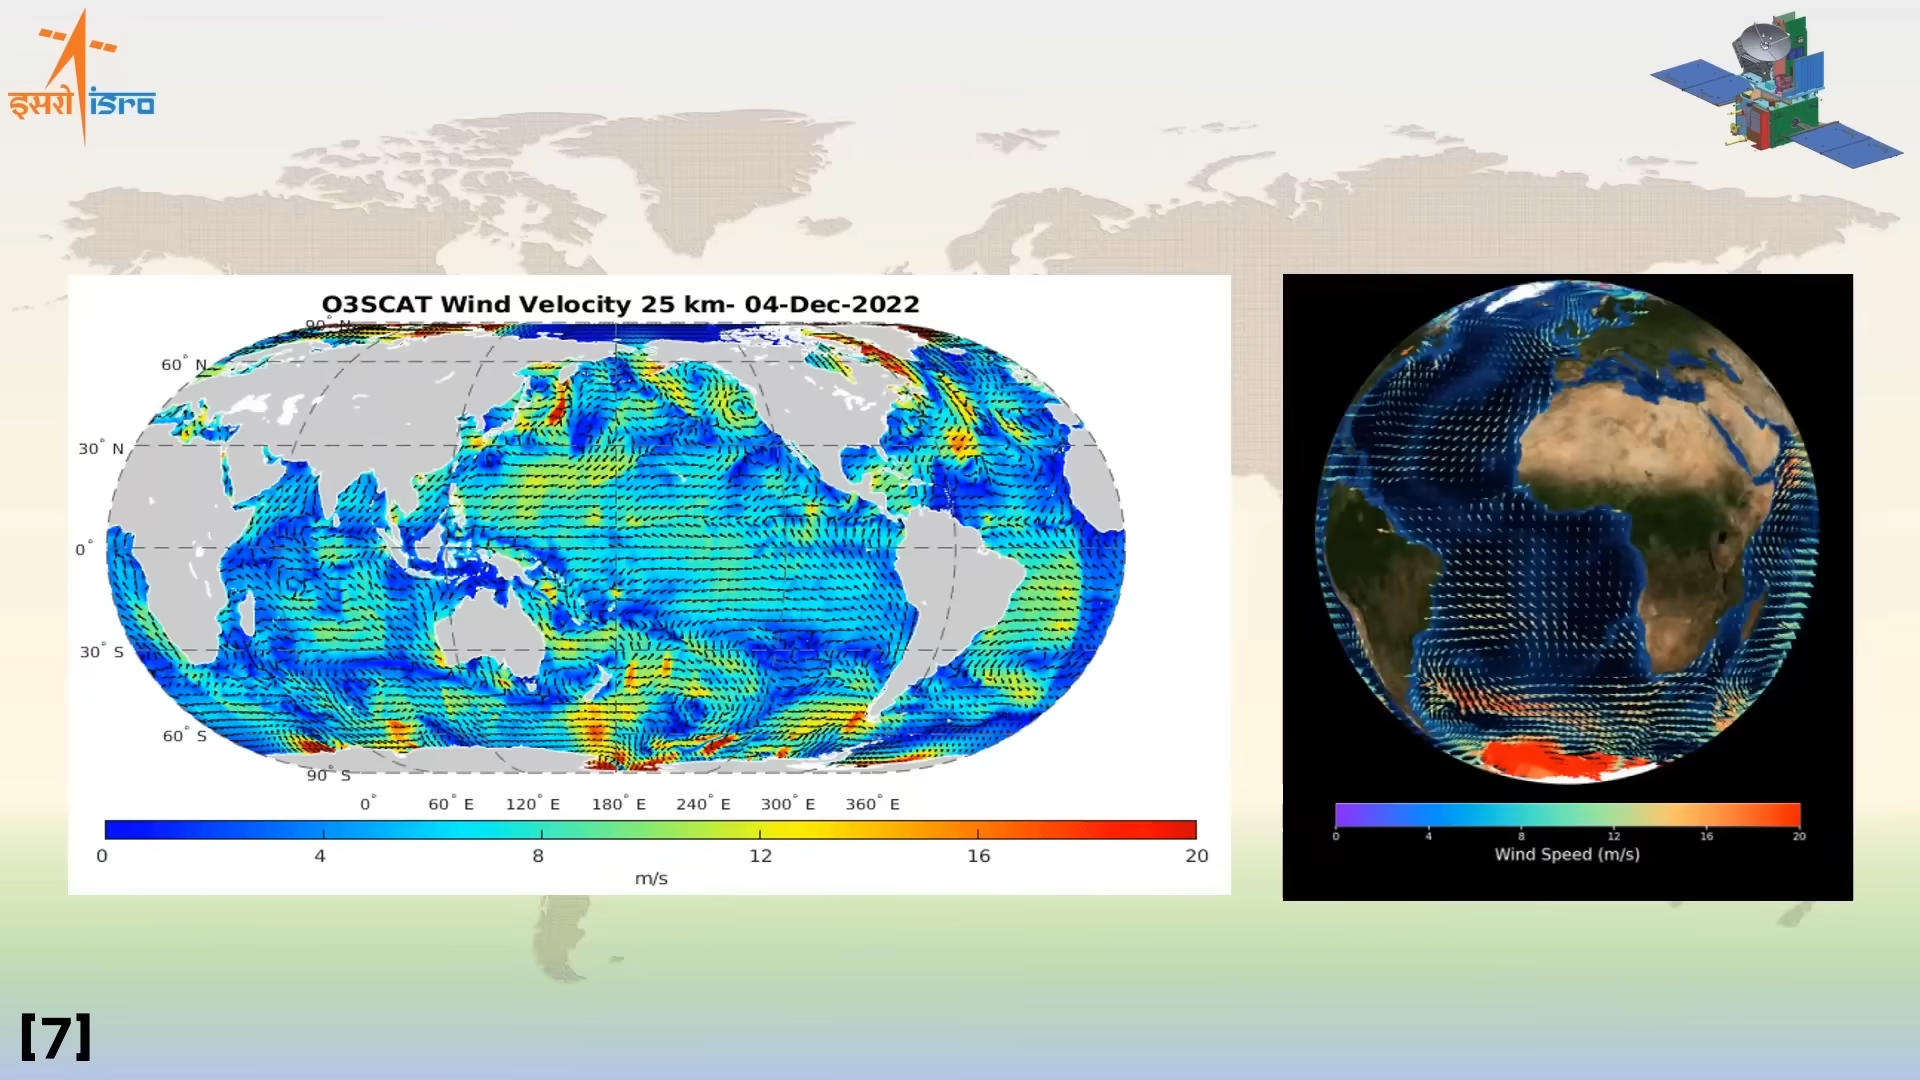 इसरो isro
O3SCAT Wind Velocity 25 km- 04-Dec-2022
90° N
60° N
30° N
0°
30° S
60° S
90° S
0° 60° E 120° E 180° E 240° E 300° E 360° E
0 4 8 12 16 20
m/s
0 4 8 12 16 20
Wind Speed (m/s)
[7]